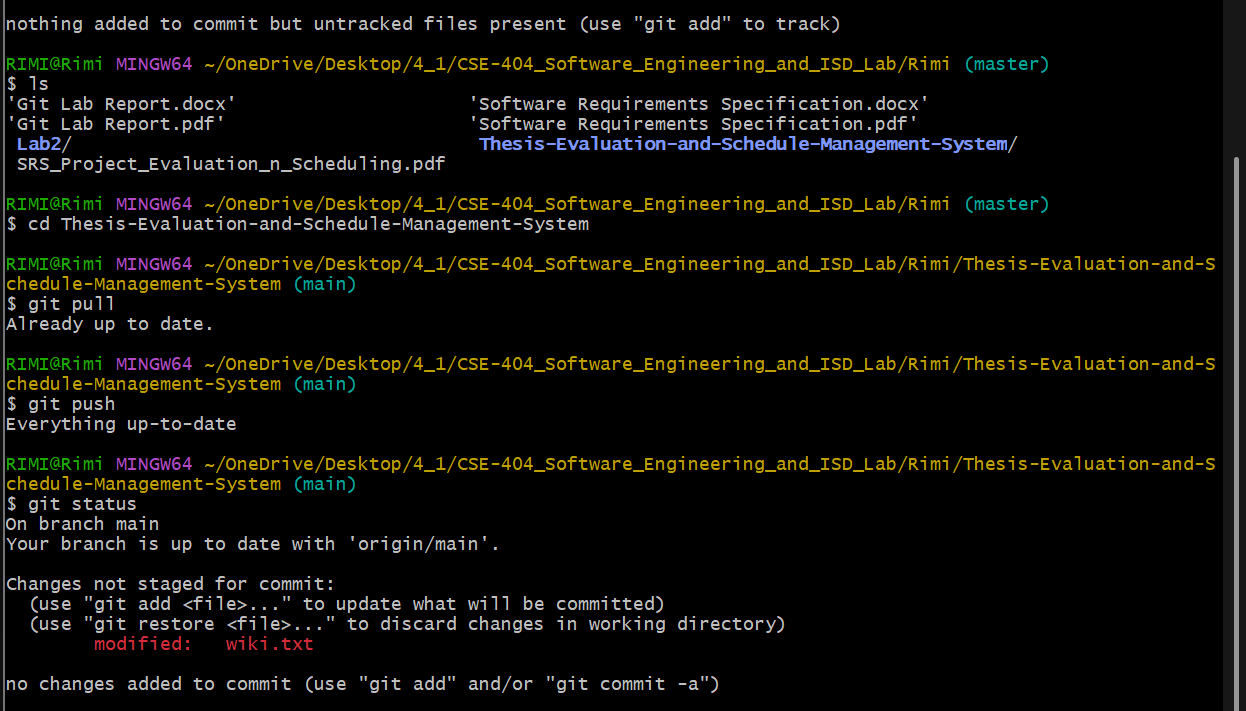 nothing added to commit but untracked files present (use "git add" to track)
RIMI@Rimi MINGW64 ~/OneDrive/Desktop/4_1/CSE-404_Software_Engineering_and_ISD_Lab/Rimi (master)
$ ls
'Git Lab Report.docx' 'Software Requirements Specification.docx'
'Git Lab Report.pdf' 'Software Requirements Specification.pdf'
Lab2/ Thesis-Evaluation-and-Schedule-Management-System/
SRS_Project_Evaluation_n_Scheduling.pdf
RIMI@Rimi MINGW64 ~/OneDrive/Desktop/4_1/CSE-404_Software_Engineering_and_ISD_Lab/Rimi (master)
$ cd Thesis-Evaluation-and-Schedule-Management-System
RIMI@Rimi MINGW64 ~/OneDrive/Desktop/4_1/CSE-404_Software_Engineering_and_ISD_Lab/Rimi/Thesis-Evaluation-and-S
chedule-Management-System (main)
$ git pull
Already up to date.
RIMI@Rimi MINGW64 ~/OneDrive/Desktop/4_1/CSE-404_Software_Engineering_and_ISD_Lab/Rimi/Thesis-Evaluation-and-S
chedule-Management-System (main)
$ git push
Everything up-to-date
RIMI@Rimi MINGW64 ~/OneDrive/Desktop/4_1/CSE-404_Software_Engineering_and_ISD_Lab/Rimi/Thesis-Evaluation-and-S
chedule-Management-System (main)
$ git status
On branch main
Your branch is up to date with 'origin/main'.
Changes not staged for commit:
(use "git add <file>..." to update what will be committed)
(use "git restore <file>..." to discard changes in working directory)
modified: wiki.txt
no changes added to commit (use "git add" and/or "git commit -a")